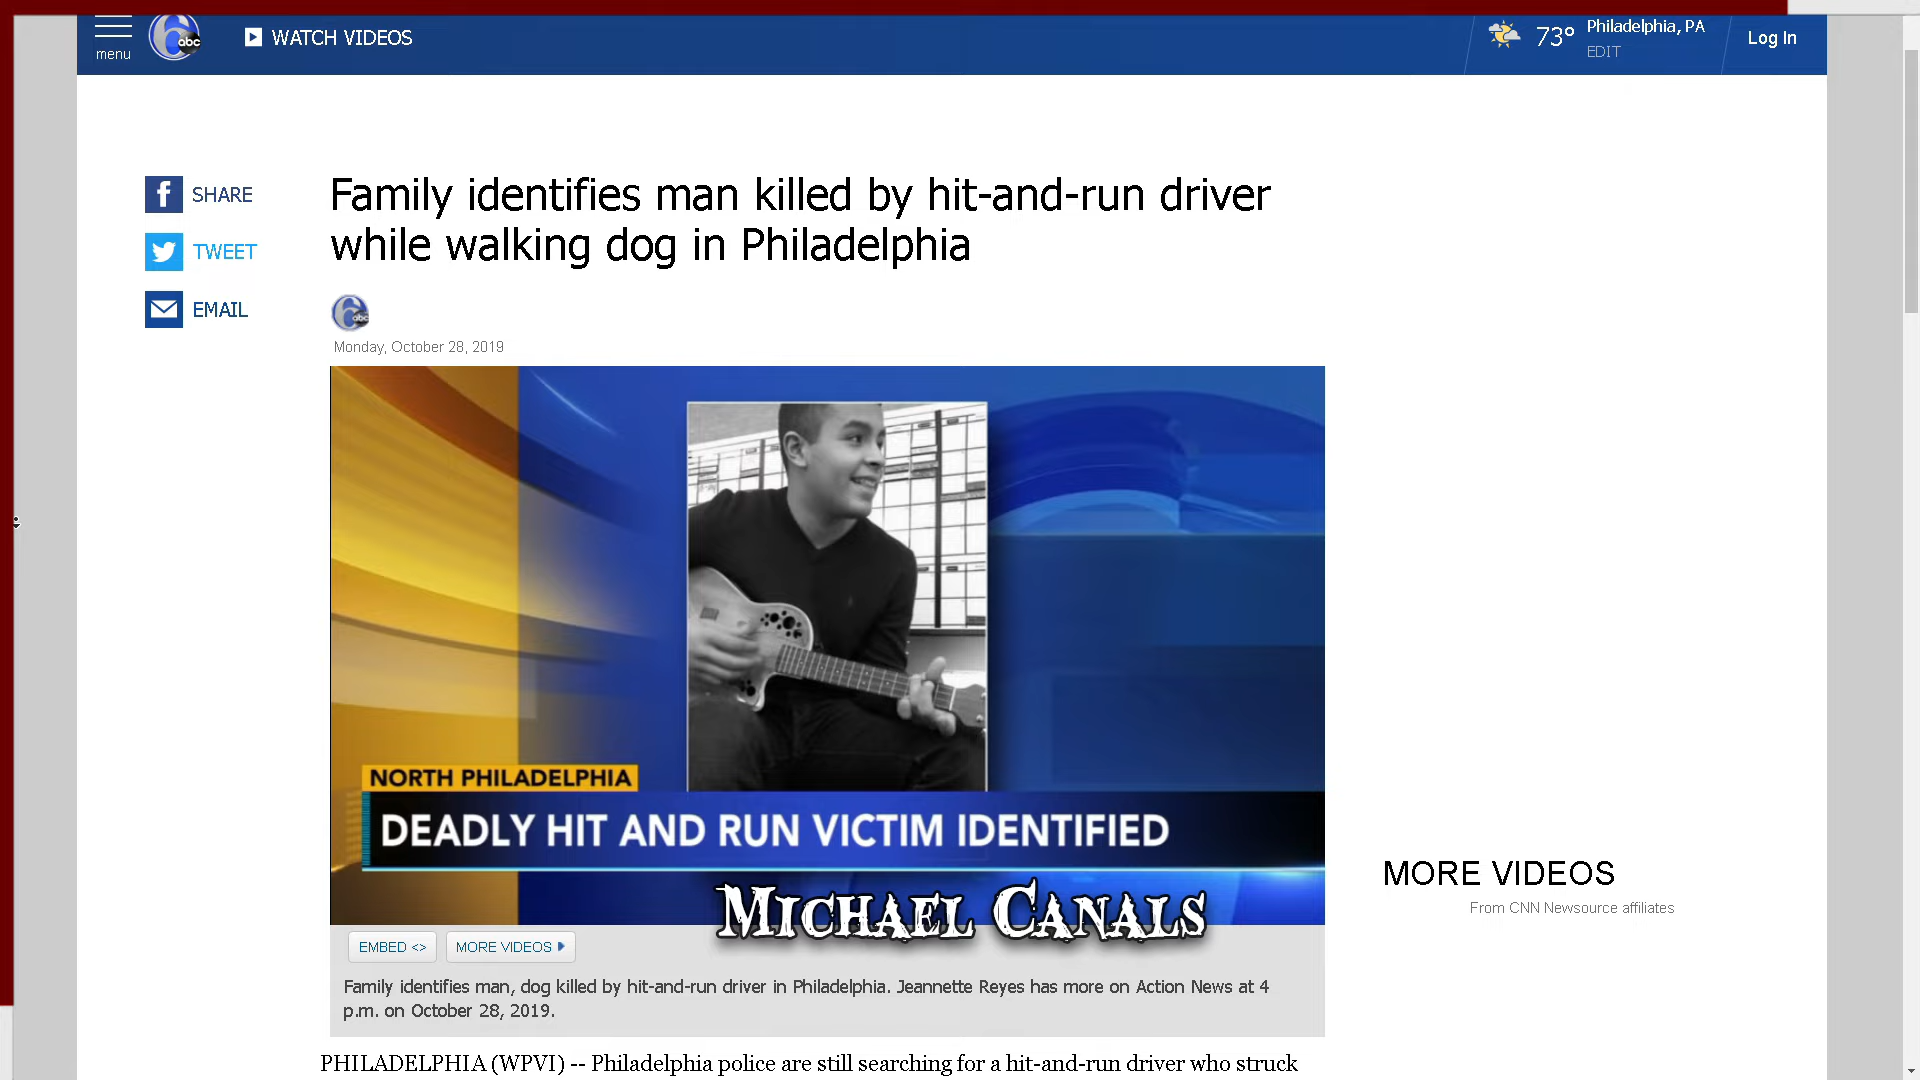 menu
6abc
WATCH VIDEOS
73°
Philadelphia, PA
EDIT
Log In
f SHARE
TWEET
EMAIL
Family identifies man killed by hit-and-run driver
while walking dog in Philadelphia
6abc
Monday, October 28, 2019
NORTH PHILADELPHIA
DEADLY HIT AND RUN VICTIM IDENTIFIED
MICHAEL CANALS
EMBED <>
MORE VIDEOS
Family identifies man, dog killed by hit-and-run driver in Philadelphia. Jeannette Reyes has more on Action News at 4
p.m. on October 28, 2019.
MORE VIDEOS
From CNN Newsource affiliates
PHILADELPHIA (WPVI) -- Philadelphia police are still searching for a hit-and-run driver who struck